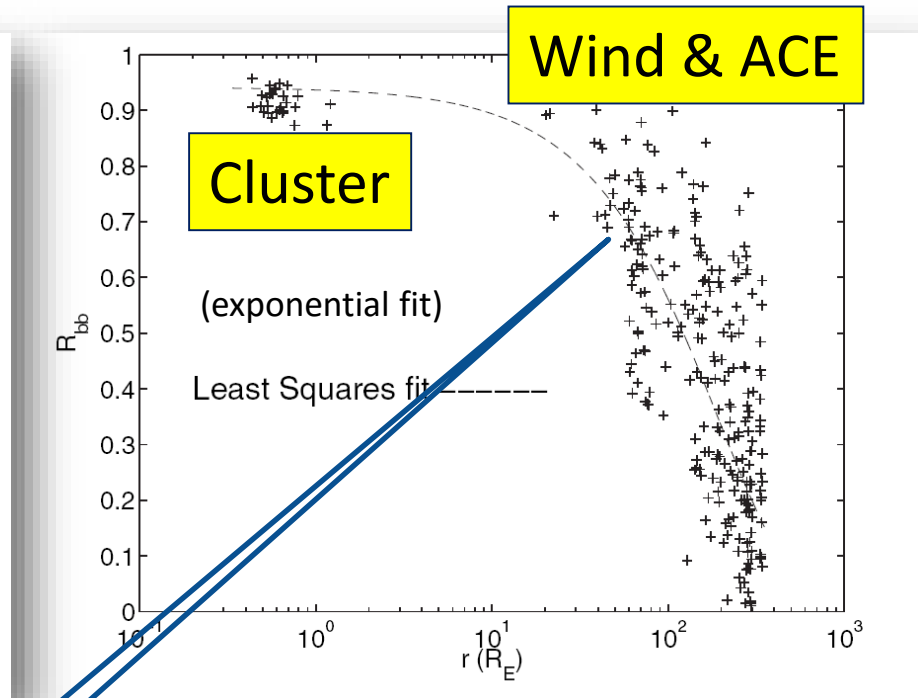 Wind & ACE
Cluster
(exponential fit)
Least Squares fit
R_bb
1
0.9
0.8
0.7
0.6
0.5
0.4
0.3
0.2
0.1
0
10^-1
10^0
10^1
10^2
10^3
r (R_E)